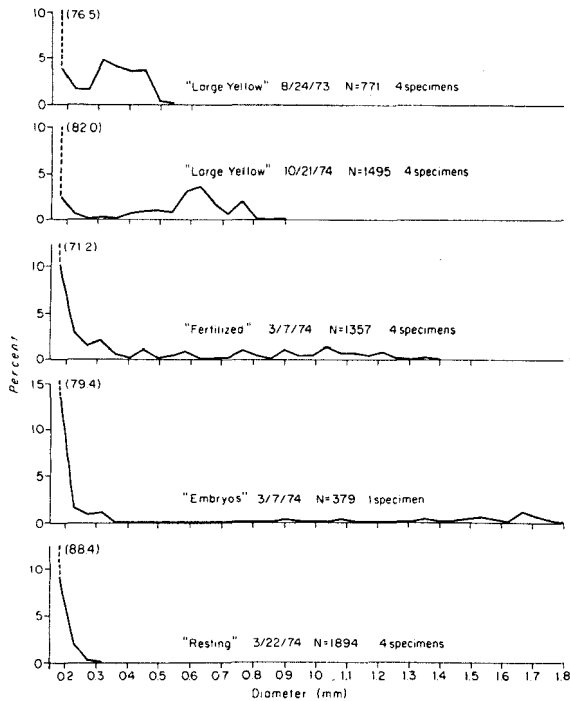 10
(76.5)
5
"Large Yellow" 8/24/73 N=771 4 specimens
0
10
(82.0)
5
"Large Yellow" 10/21/74 N=1495 4 specimens
0
(71.2)
10
5
"Fertilized" 3/7/74 N=1357 4 specimens
0
Percent
15
(79.4)
10
5
"Embryos" 3/7/74 N=379 1 specimen
0
(88.4)
10
5
"Resting" 3/22/74 N=1894 4 specimens
0
0.2 0.3 0.4 0.5 0.6 0.7 0.8 0.9 1.0 1.1 1.2 1.3 1.4 1.5 1.6 1.7 1.8
Diameter (mm)